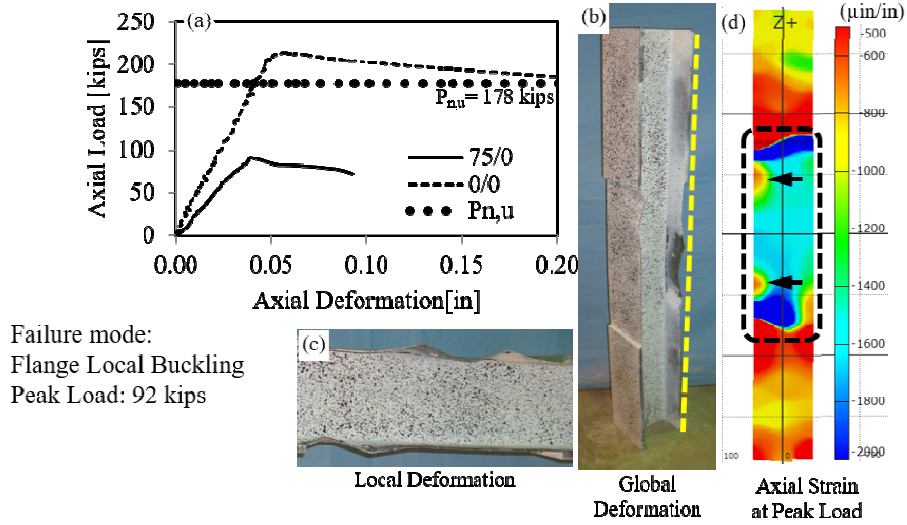 (a)
Axial Load [kips]
250
200
150
100
50
0
P_n,u = 178 kips
75/0
0/0
Pn,u
0.00 0.05 0.10 0.15 0.20
Axial Deformation[in]
Failure mode:
Flange Local Buckling
Peak Load: 92 kips
(c)
Local Deformation
(b)
Global
Deformation
(d)
Z+
(µin/in)
-500
-800
-1000
-1200
-1400
-1600
-1800
-2000
100
0
Axial Strain
at Peak Load